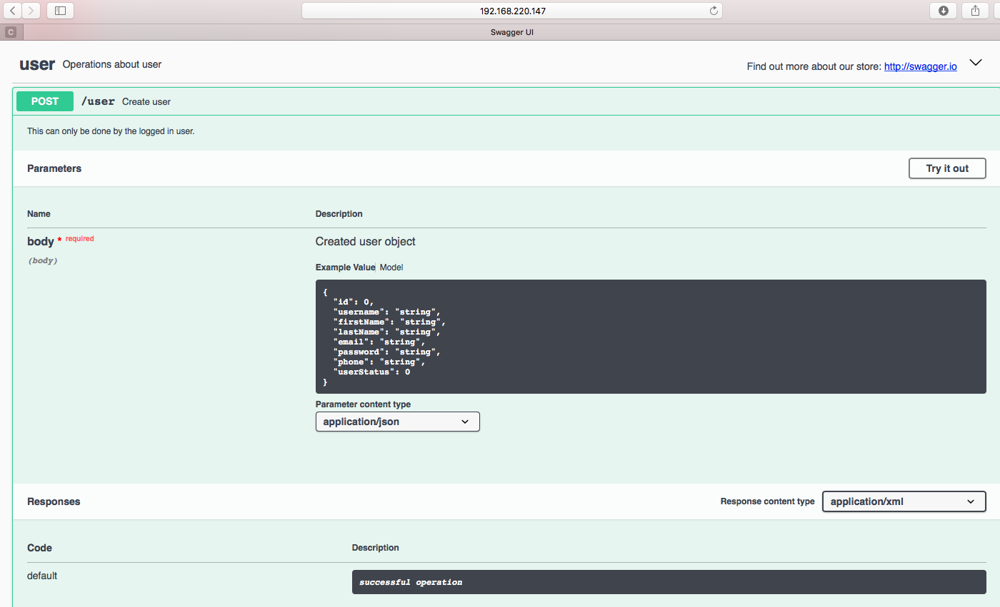 192.168.220.147
C
Swagger UI
user Operations about user
Find out more about our store: http://swagger.io
POST /user Create user
This can only be done by the logged in user.
Parameters
Try it out
Name Description
body * required
(body)
Created user object
Example Value Model
{
  "id": 0,
  "username": "string",
  "firstName": "string",
  "lastName": "string",
  "email": "string",
  "password": "string",
  "phone": "string",
  "userStatus": 0
}
Parameter content type
application/json
Responses
Response content type application/xml
Code Description
default successful operation